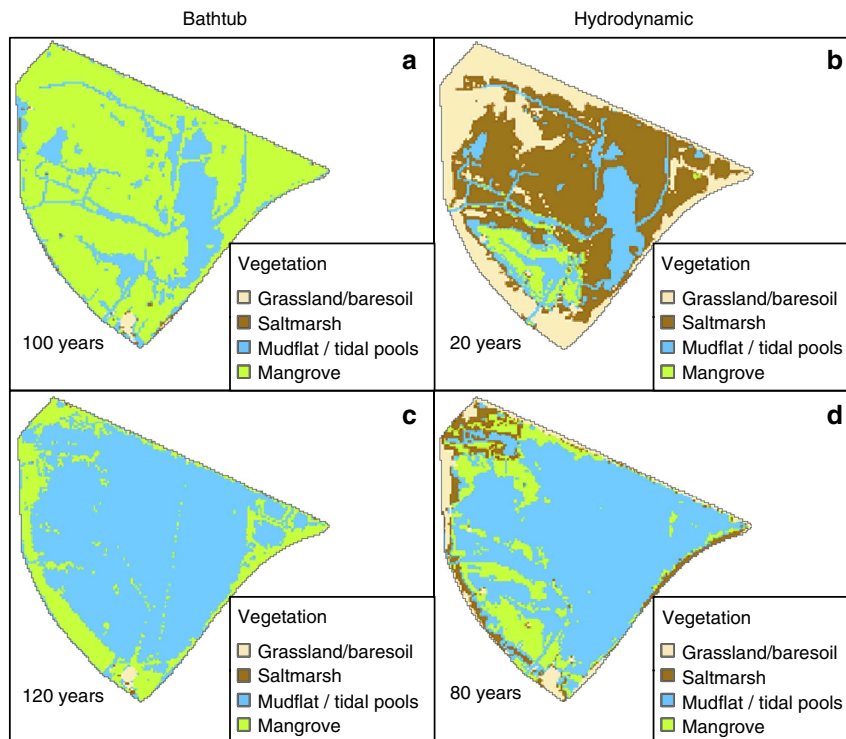 Bathtub
Hydrodynamic
a
Vegetation
Grassland/baresoil
Saltmarsh
Mudflat / tidal pools
Mangrove
100 years
b
Vegetation
Grassland/baresoil
Saltmarsh
Mudflat / tidal pools
Mangrove
20 years
c
Vegetation
Grassland/baresoil
Saltmarsh
Mudflat / tidal pools
Mangrove
120 years
d
Vegetation
Grassland/baresoil
Saltmarsh
Mudflat / tidal pools
Mangrove
80 years